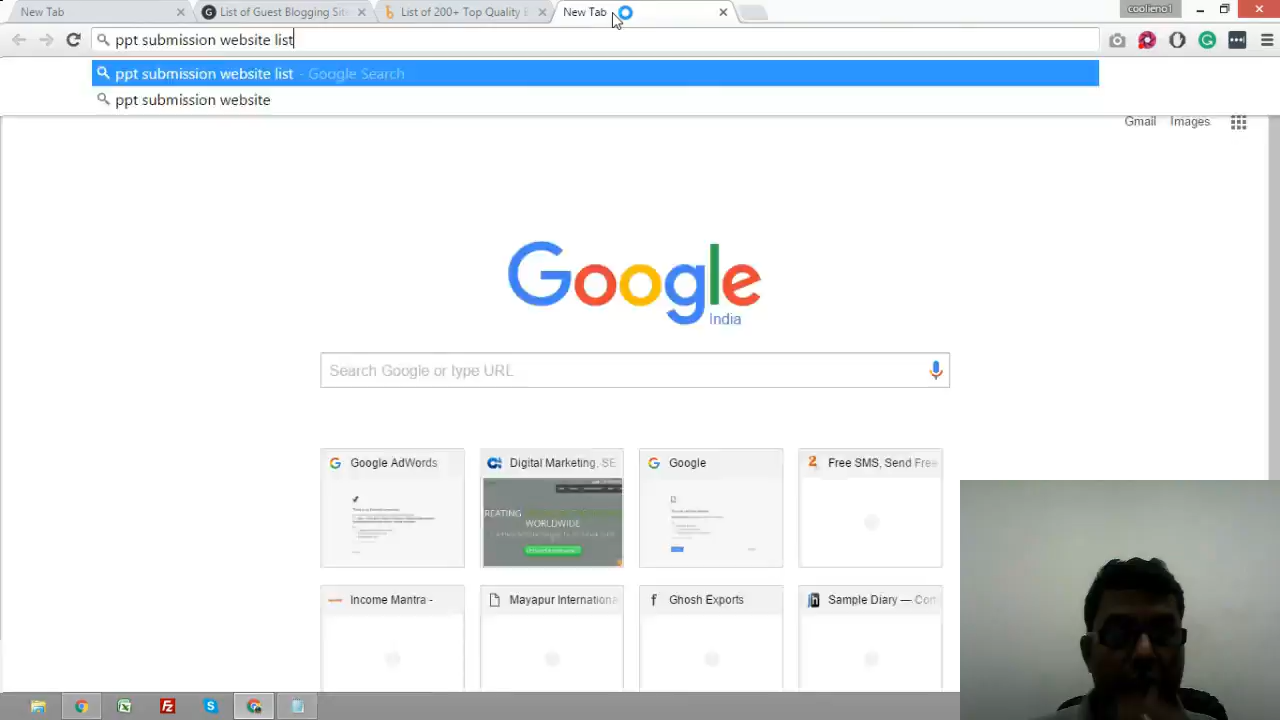 New Tab
List of Guest Blogging Site
List of 200+ Top Quality B
New Tab
coolieno1
ppt submission website list
ppt submission website list - Google Search
ppt submission website
Gmail Images
Google
India
Search Google or type URL
Google AdWords
Digital Marketing, SE
Google
Free SMS, Send Free
REATING
WORLDWIDE
Income Mantra -
Mayapur Internationa
Ghosh Exports
Sample Diary — Com